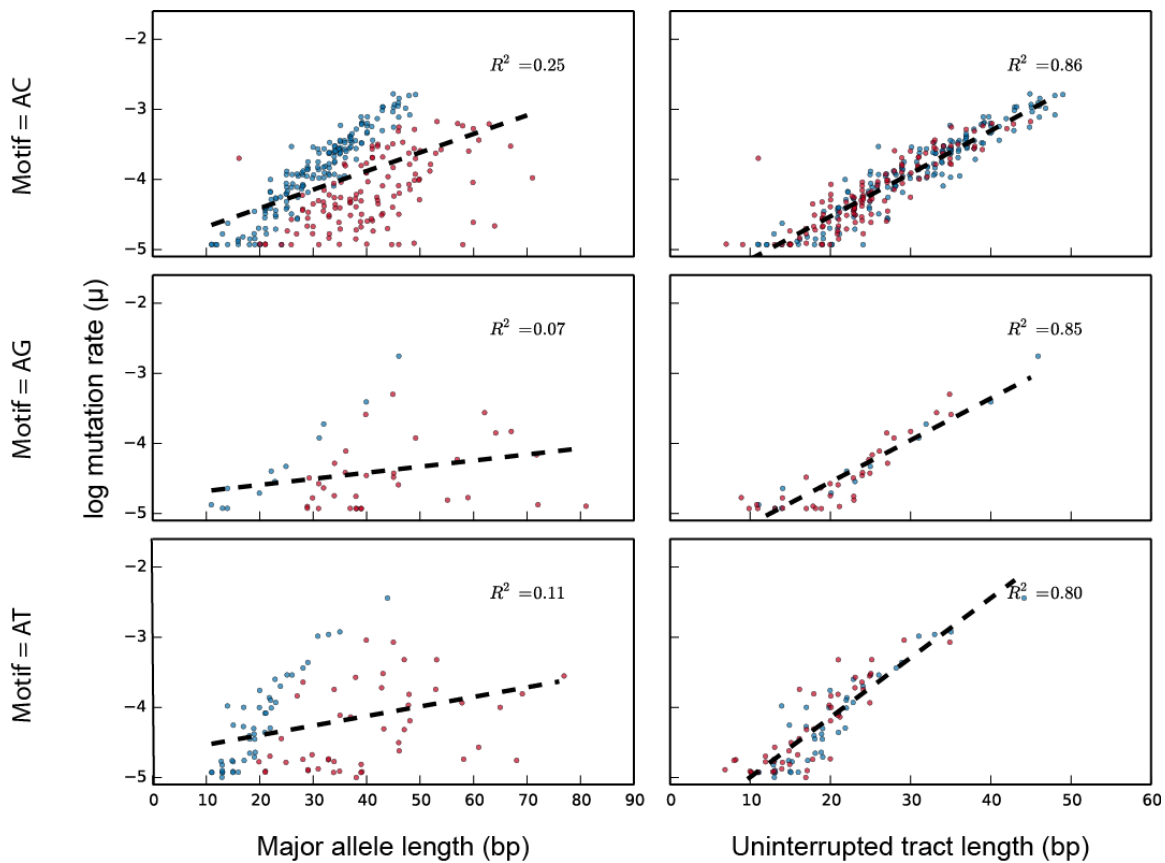 Motif = AC
Motif = AG
Motif = AT
log mutation rate (μ)
−2
−3
−4
−5
R² =0.25
R² =0.86
−2
−3
−4
−5
R² =0.07
R² =0.85
−2
−3
−4
−5
R² =0.11
R² =0.80
0 10 20 30 40 50 60 70 80 90
0 10 20 30 40 50 60
Major allele length (bp)
Uninterrupted tract length (bp)